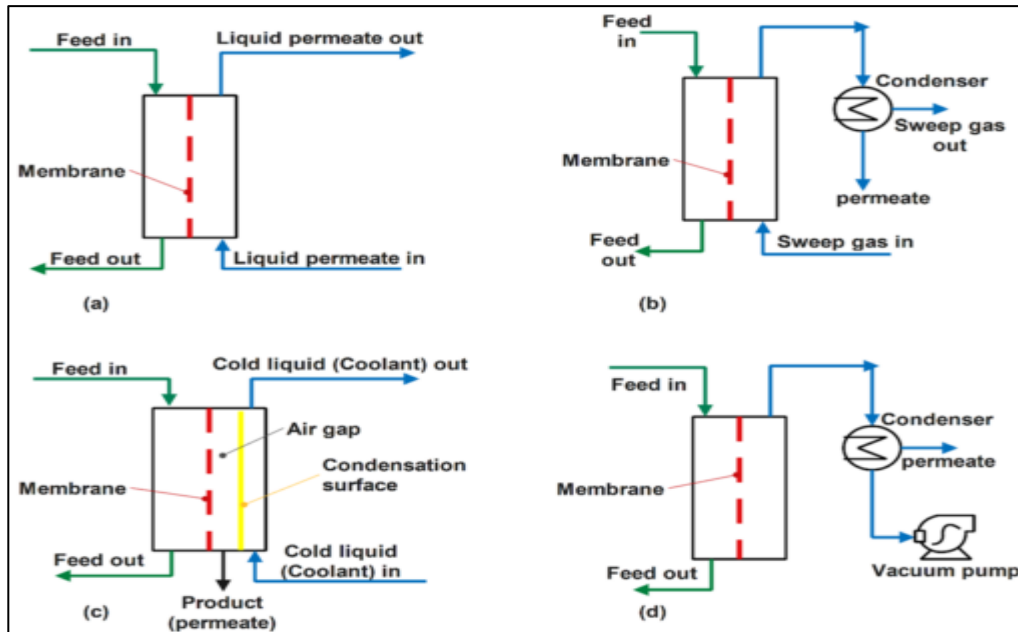 Feed in
Liquid permeate out
Membrane
Feed out
Liquid permeate in
(a)
Feed
in
Condenser
Sweep gas
out
Membrane
permeate
Feed
out
Sweep gas in
(b)
Feed in
Cold liquid (Coolant) out
Air gap
Condensation
surface
Membrane
Feed out
Cold liquid
(Coolant) in
Product
(permeate)
(c)
Feed in
Condenser
permeate
Membrane
Feed out
Vacuum pump
(d)